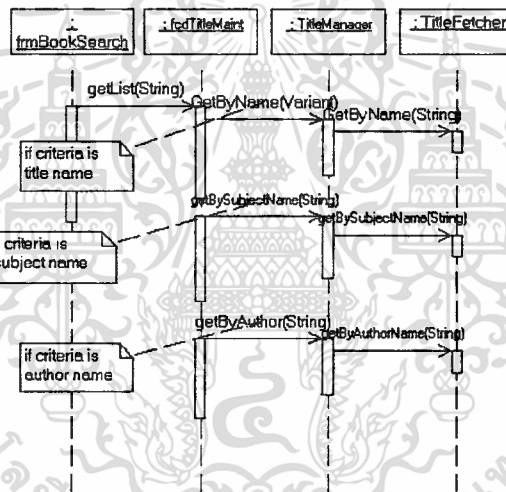 :
frmBookSearch
: fcdTitleMaint
: TitleManager
: TitleFetcher
getList(String)
GetByName(Variant)
GetByName(String)
if criteria is
title name
getBySubjectName(String)
getBySubjectName(String)
criteria is
subject name
getByAuthor(String)
getByAuthorName(String)
if criteria is
author name